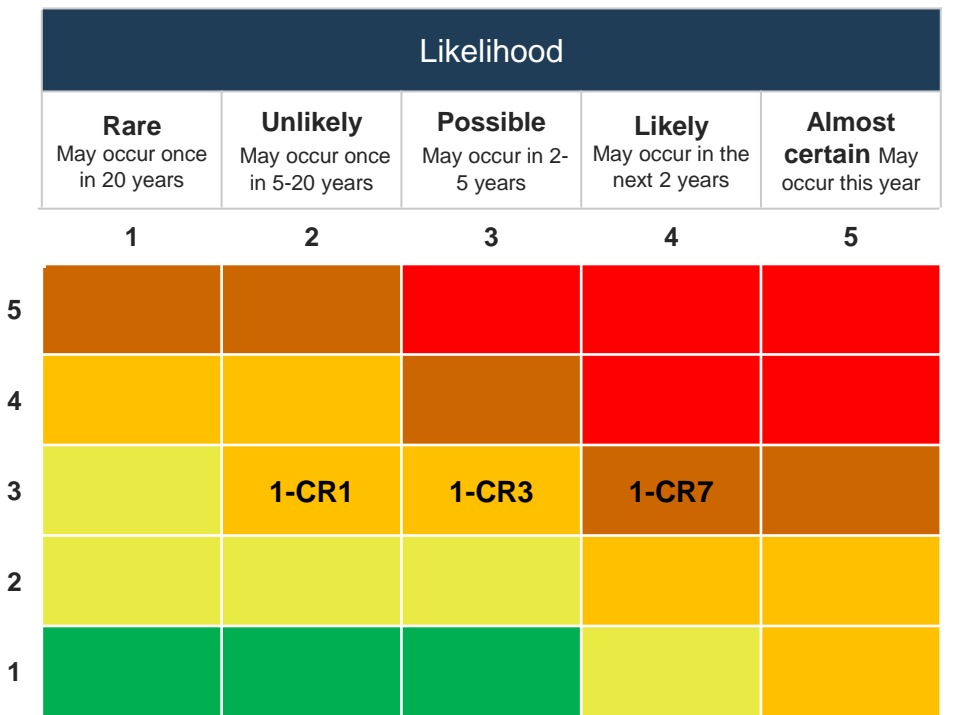 Likelihood
Rare
May occur once
in 20 years
Unlikely
May occur once
in 5-20 years
Possible
May occur in 2-
5 years
Likely
May occur in the
next 2 years
Almost
certain May
occur this year
1 2 3 4 5
5
4
3 1-CR1 1-CR3 1-CR7
2
1